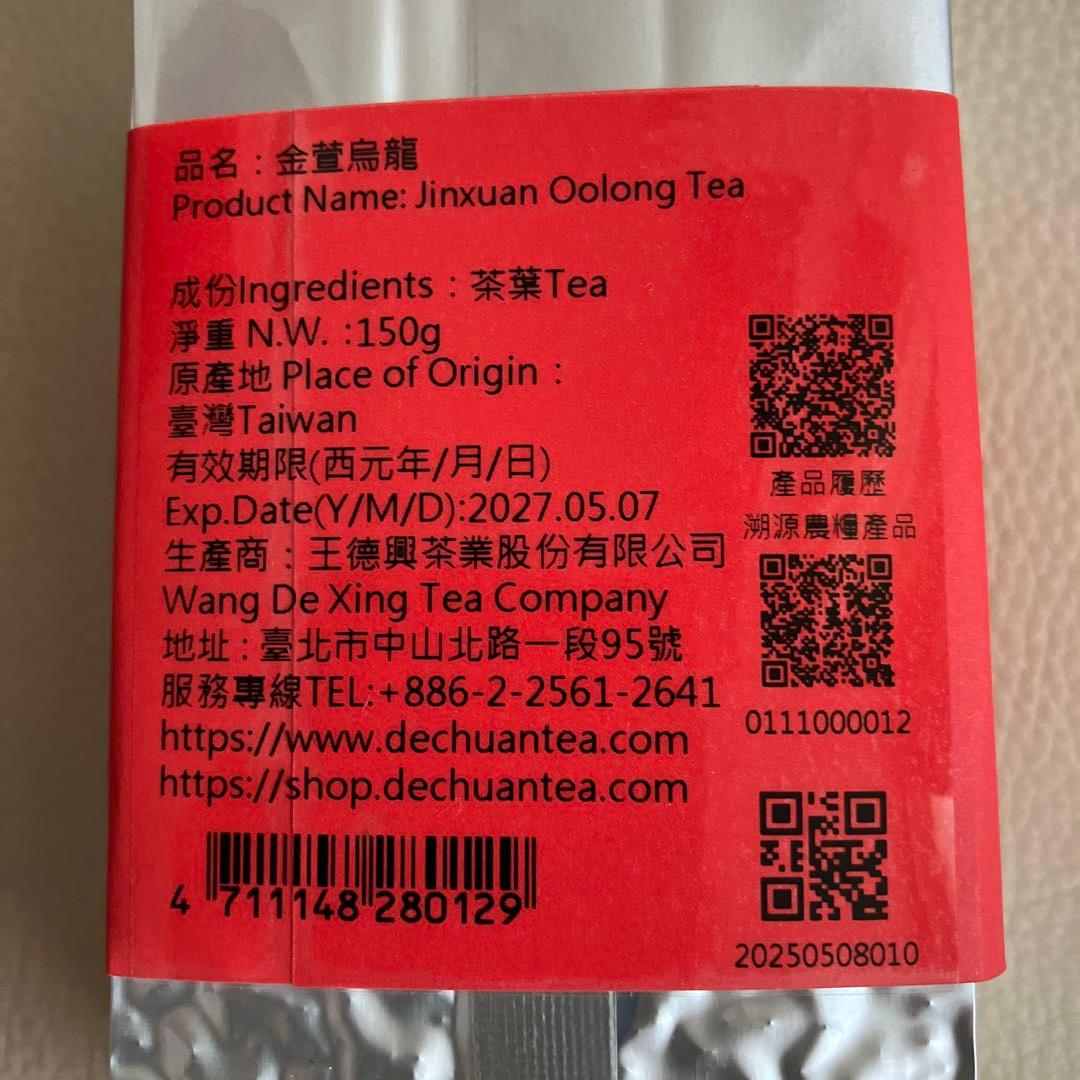 品名：金萱烏龍
Product Name: Jinxuan Oolong Tea
成份Ingredients：茶葉Tea
淨重 N.W. :150g
原產地 Place of Origin：
臺灣Taiwan
有效期限(西元年/月/日)
Exp.Date(Y/M/D):2027.05.07
生產商：王德興茶業股份有限公司
Wang De Xing Tea Company
地址：臺北市中山北路一段95號
服務專線TEL:+886-2-2561-2641
https://www.dechuantea.com
https://shop.dechuantea.com
4 711148 280129
產品履歷
溯源農糧產品
0111000012
20250508010